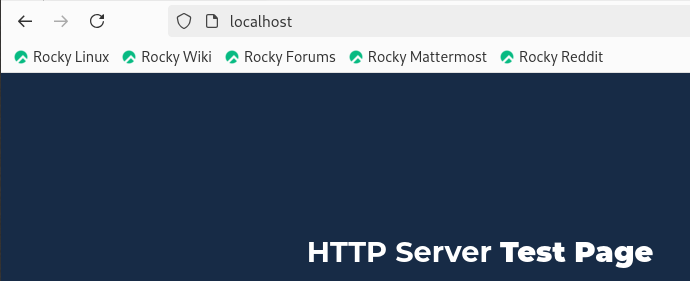 localhost
Rocky Linux Rocky Wiki Rocky Forums Rocky Mattermost Rocky Reddit
HTTP Server Test Page